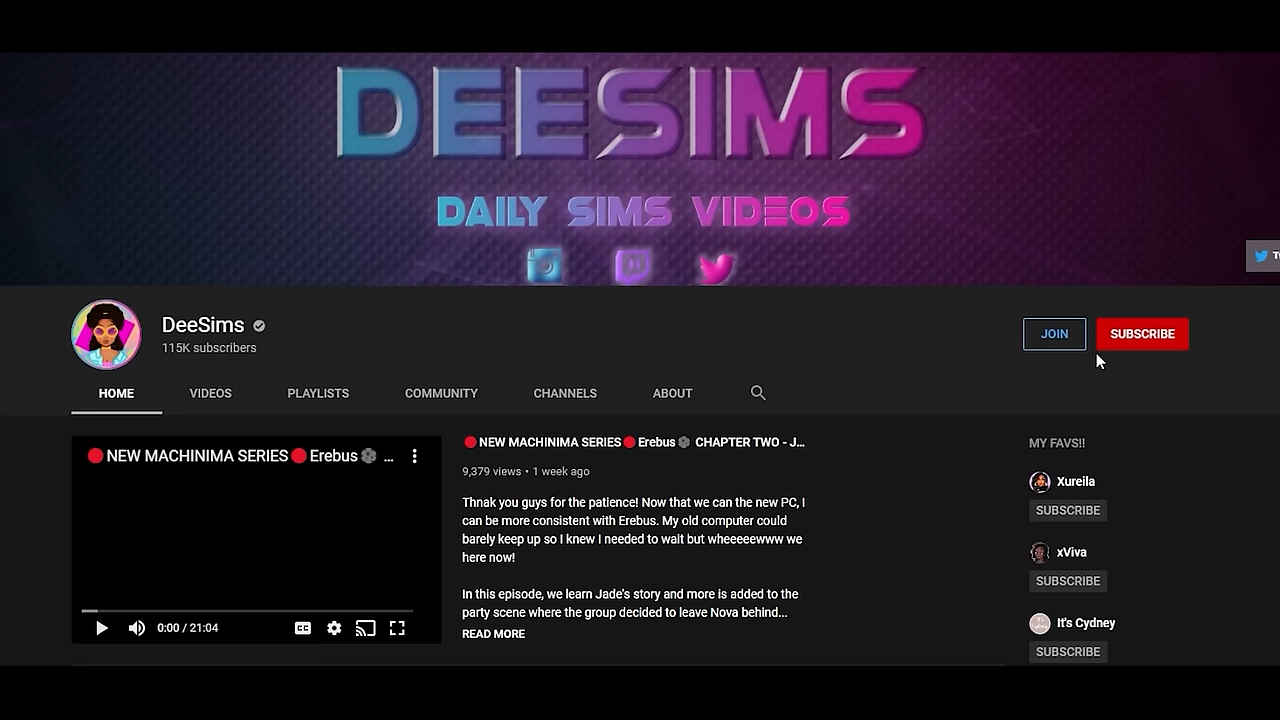 DEESIMS
DAILY SIMS VIDEOS
DeeSims
115K subscribers
JOIN
SUBSCRIBE
HOME
VIDEOS
PLAYLISTS
COMMUNITY
CHANNELS
ABOUT
🔴NEW MACHINIMA SERIES🔴Erebus ...
0:00 / 21:04
CC
🔴NEW MACHINIMA SERIES🔴Erebus CHAPTER TWO - J...
9,379 views • 1 week ago
Thnak you guys for the patience! Now that we can the new PC, I
can be more consistent with Erebus. My old computer could
barely keep up so I knew I needed to wait but wheeeeewww we
here now!
In this episode, we learn Jade's story and more is added to the
party scene where the group decided to leave Nova behind...
READ MORE
MY FAVS!!
Xureila
SUBSCRIBE
xViva
SUBSCRIBE
It's Cydney
SUBSCRIBE